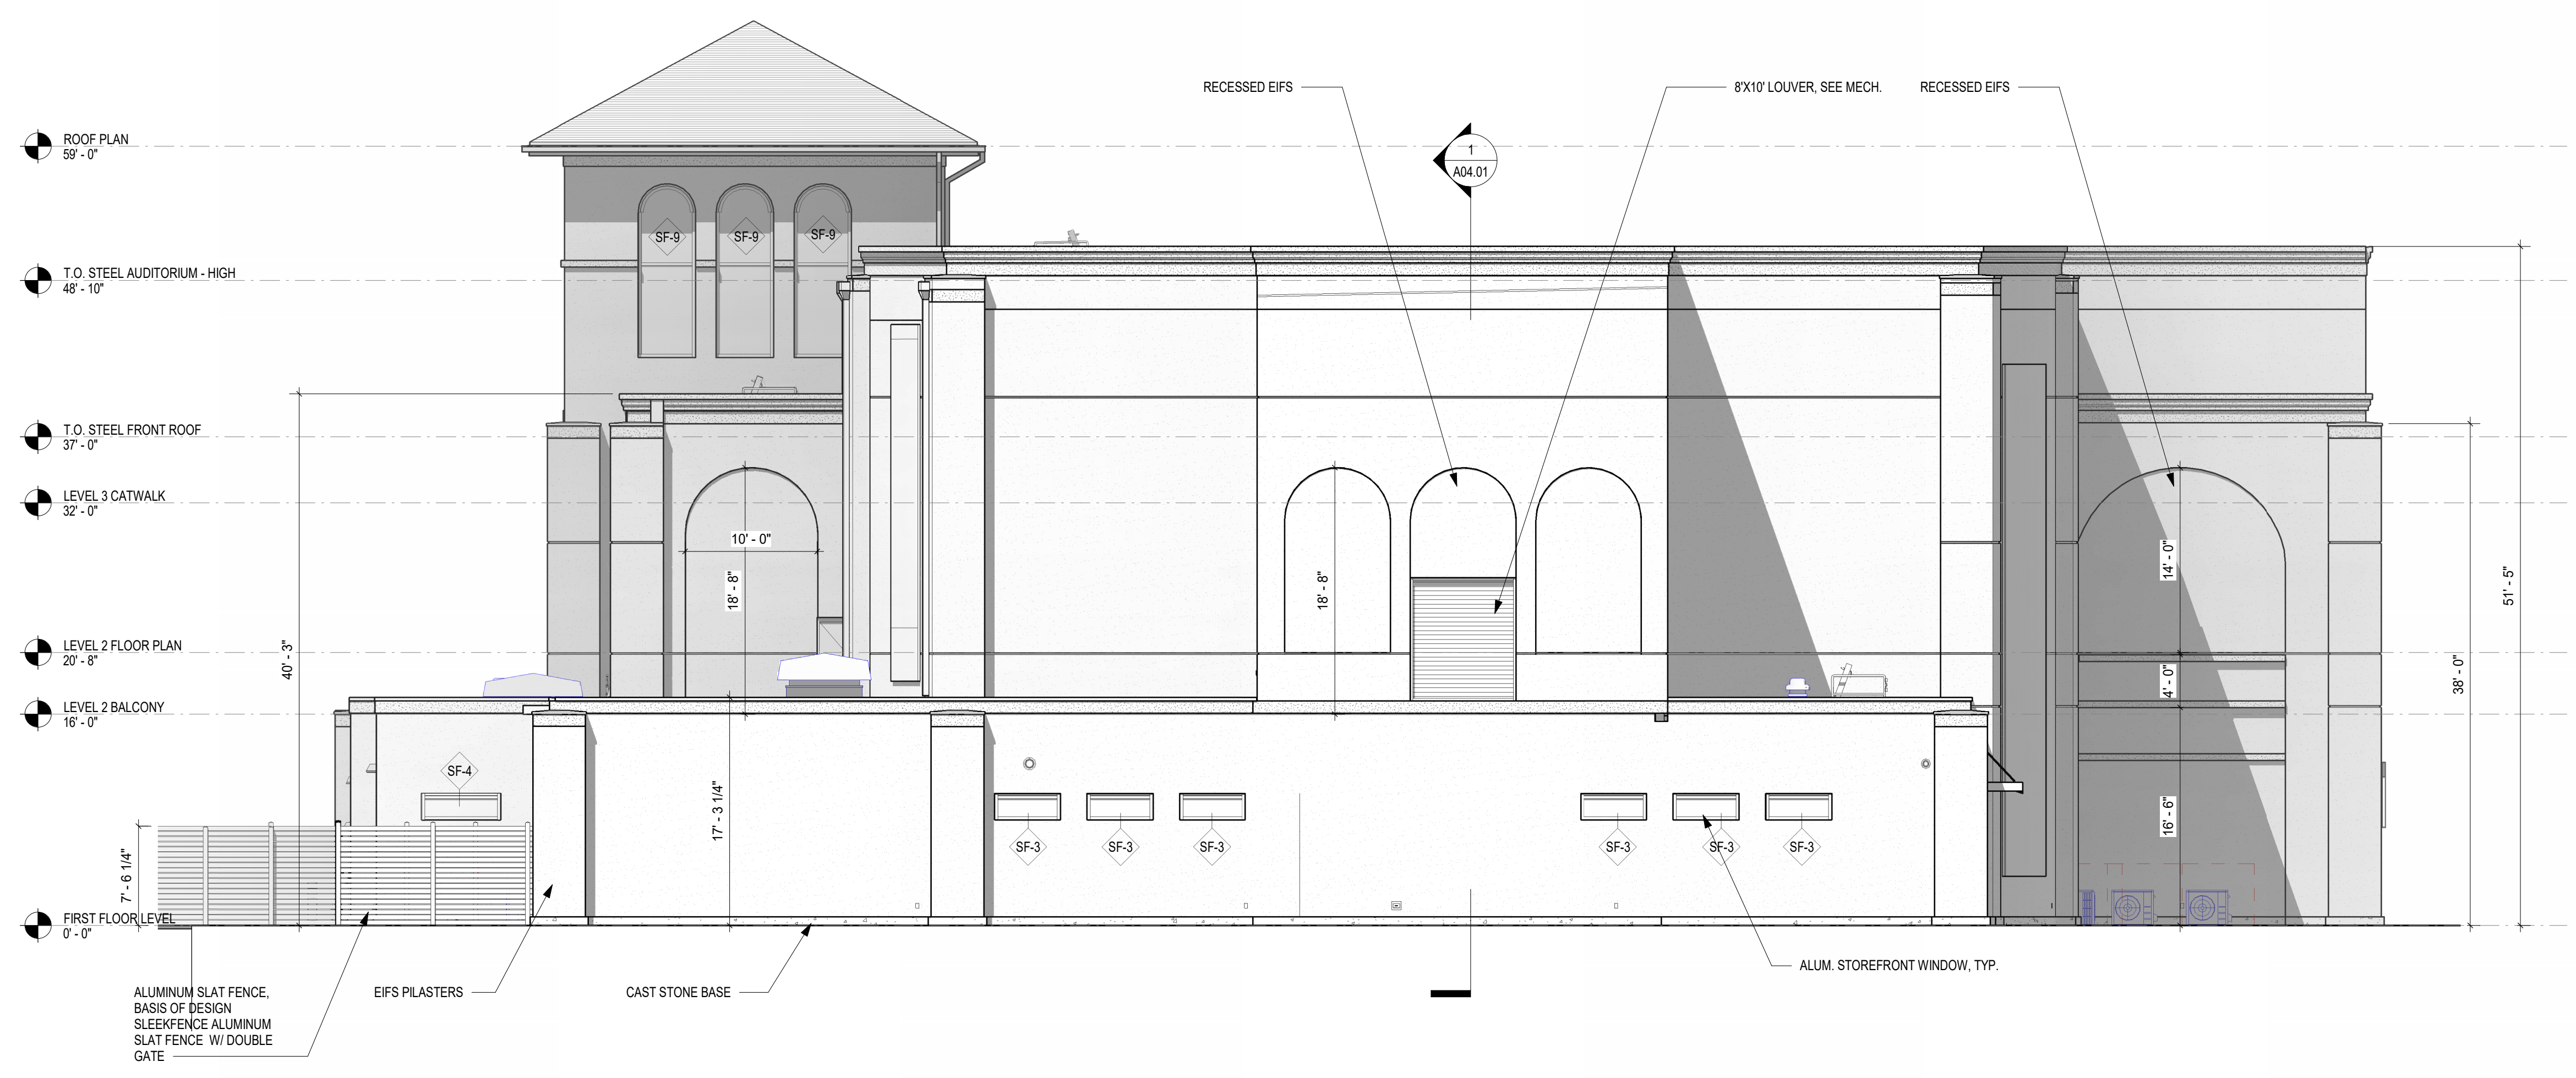 RECESSED EIFS
8'X10' LOUVER, SEE MECH.
RECESSED EIFS
ROOF PLAN
59' - 0"
1
A04.01
SF-9
SF-9
SF-9
T.O. STEEL AUDITORIUM - HIGH
48' - 10"
T.O. STEEL FRONT ROOF
37' - 0"
LEVEL 3 CATWALK
32' - 0"
10' - 0"
18' - 8"
18' - 8"
14' - 0"
51' - 5"
LEVEL 2 FLOOR PLAN
20' - 8"
40' - 3"
4' - 0"
38' - 0"
LEVEL 2 BALCONY
16' - 0"
SF-4
17' - 3 1/4"
16' - 6"
SF-3
SF-3
SF-3
SF-3
SF-3
SF-3
7' - 6 1/4"
FIRST FLOOR LEVEL
0' - 0"
ALUM. STOREFRONT WINDOW, TYP.
ALUMINUM SLAT FENCE,
BASIS OF DESIGN
SLEEKFENCE ALUMINUM
SLAT FENCE W/ DOUBLE
GATE
EIFS PILASTERS
CAST STONE BASE